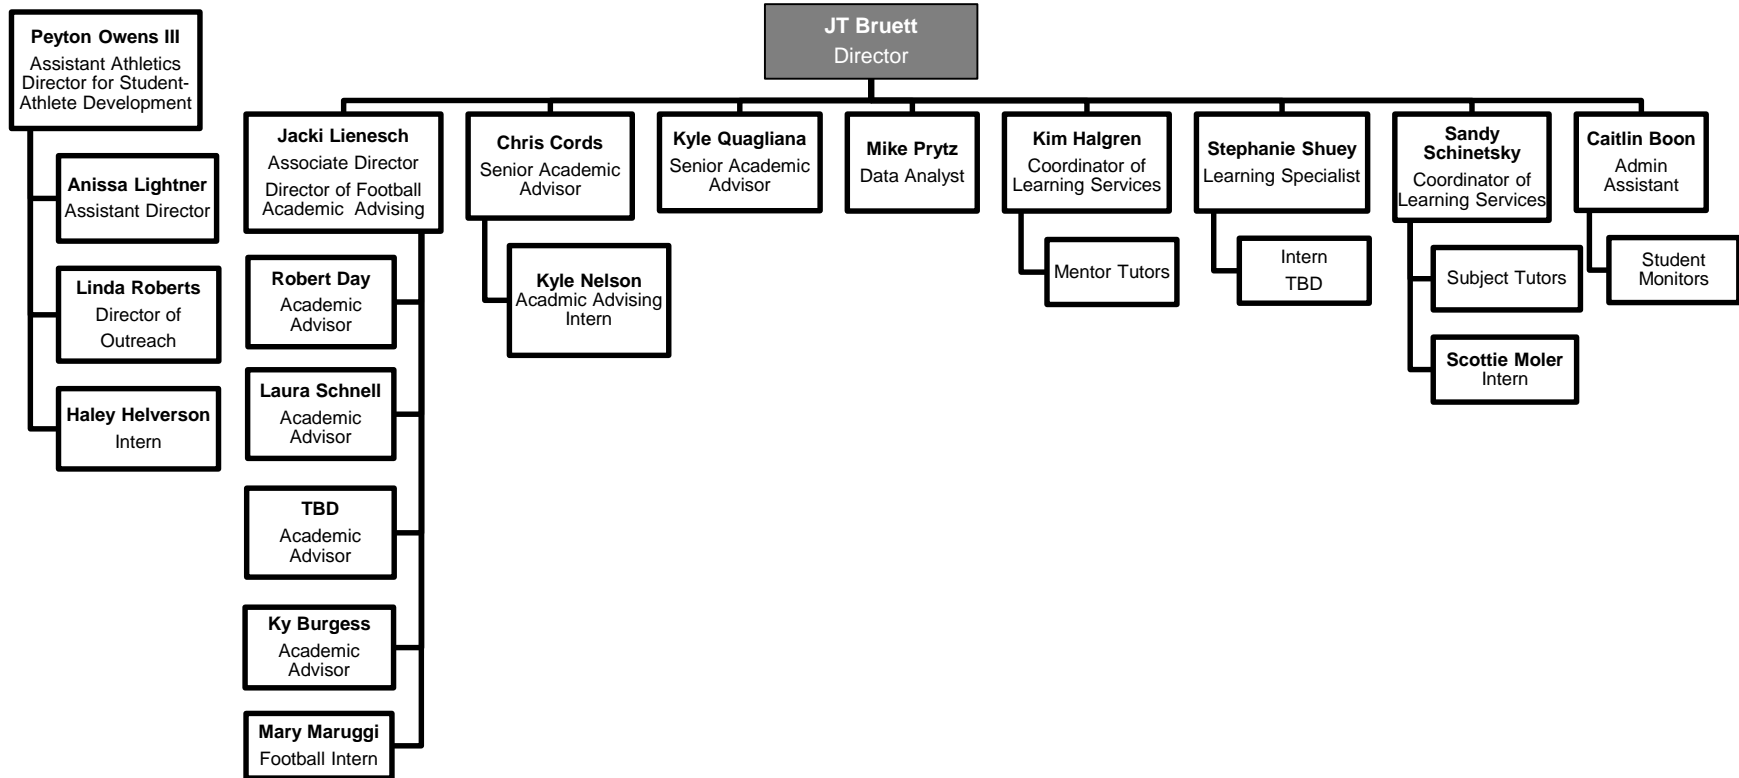 Peyton Owens III
Assistant Athletics
Director for Student-
Athlete Development
Anissa Lightner
Assistant Director
Linda Roberts
Director of
Outreach
Haley Helverson
Intern
JT Bruett
Director
Jacki Lienesch
Associate Director
Director of Football
Academic Advising
Robert Day
Academic
Advisor
Laura Schnell
Academic
Advisor
TBD
Academic
Advisor
Ky Burgess
Academic
Advisor
Mary Maruggi
Football Intern
Chris Cords
Senior Academic
Advisor
Kyle Nelson
Acadmic Advising
Intern
Kyle Quagliana
Senior Academic
Advisor
Mike Prytz
Data Analyst
Kim Halgren
Coordinator of
Learning Services
Mentor Tutors
Stephanie Shuey
Learning Specialist
Intern
TBD
Sandy
Schinetsky
Coordinator of
Learning Services
Subject Tutors
Scottie Moler
Intern
Caitlin Boon
Admin
Assistant
Student
Monitors